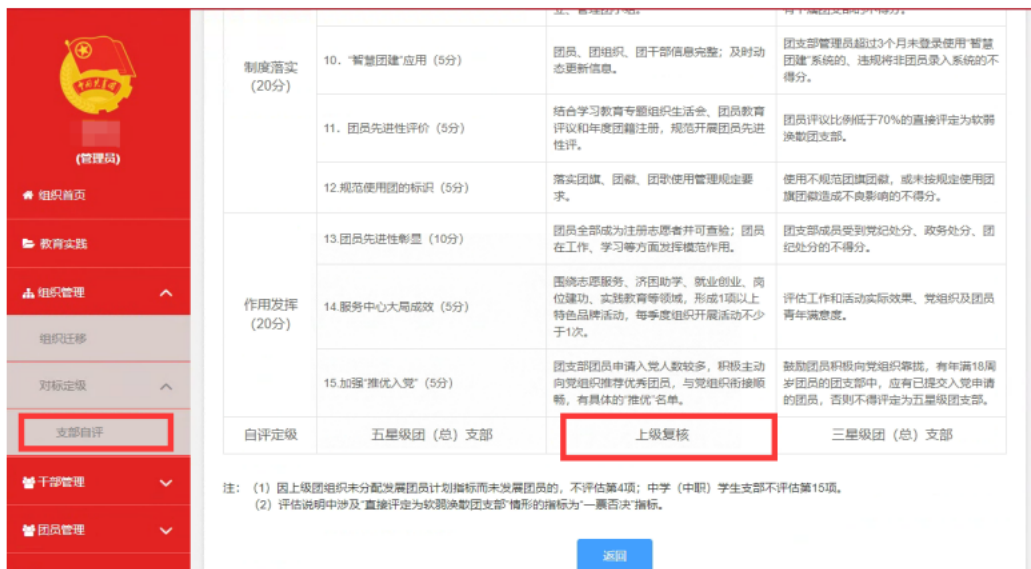 中国共青团
(管理员)
组织首页
教育实践
组织管理
组织迁移
对标定级
支部自评
干部管理
团员管理
制度落实
(20分)
10. “智慧团建”应用（5分）
团员、团组织、团干部信息完整；及时动
态更新信息。
团支部管理员超过3个月未登录使用“智慧
团建”系统的、违规将非团员录入系统的不
得分。
11. 团员先进性评价（5分）
结合学习教育专题组织生活会、团员教育
评议和年度团籍注册，规范开展团员先进
性评。
团员评议比例低于70%的直接评定为软弱
涣散团支部。
12.规范使用团的标识（5分）
落实团旗、团徽、团歌使用管理规定要
求。
使用不规范团旗团徽，或未按规定使用团
旗团徽造成不良影响的不得分。
作用发挥
(20分)
13.团员先进性彰显（10分）
团员全部成为注册志愿者并可查验；团员
在工作、学习等方面发挥模范作用。
团支部成员受到党纪处分、政务处分、团
纪处分的不得分。
14.服务中心大局成效（5分）
围绕志愿服务、济困助学、就业创业、岗
位建功、实践教育等领域，形成1项以上
特色品牌活动，每季度组织开展活动不少
于1次。
评估工作和活动实际效果、党组织及团员
青年满意度。
15.加强“推优入党”（5分）
团支部团员申请入党人数较多，积极主动
向党组织推荐优秀团员，与党组织衔接顺
畅，有具体的“推优”名单。
鼓励团员积极向党组织靠拢，有年满18周
岁团员的团支部中，应有已提交入党申请
的团员，否则不得评定为五星级团支部。
自评定级
五星级团（总）支部
上级复核
三星级团（总）支部
注：（1）因上级团组织未分配发展团员计划指标而未发展团员的，不评估第4项；中学（中职）学生支部不评估第15项。
（2）评估说明中涉及“直接评定为软弱涣散团支部”情形的指标为“一票否决”指标。
返回